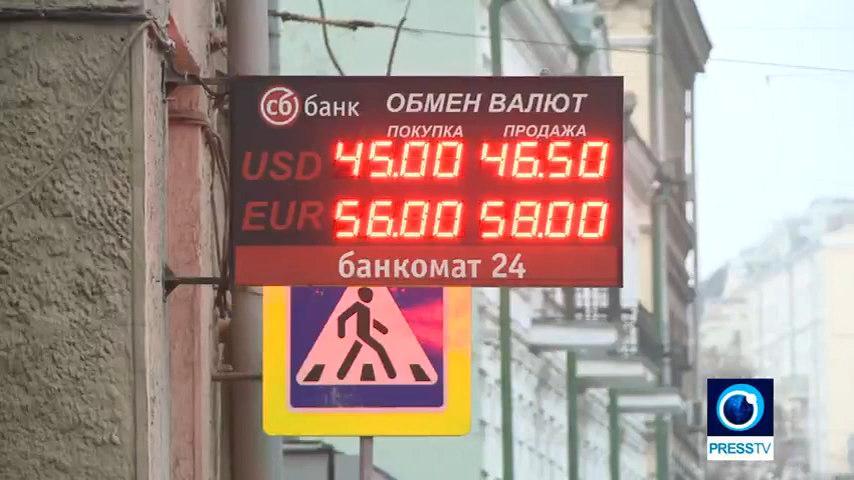 сб банк
ОБМЕН ВАЛЮТ
ПОКУПКА ПРОДАЖА
USD 45.00 46.50
EUR 56.00 58.00
банкомат 24
PRESSTV